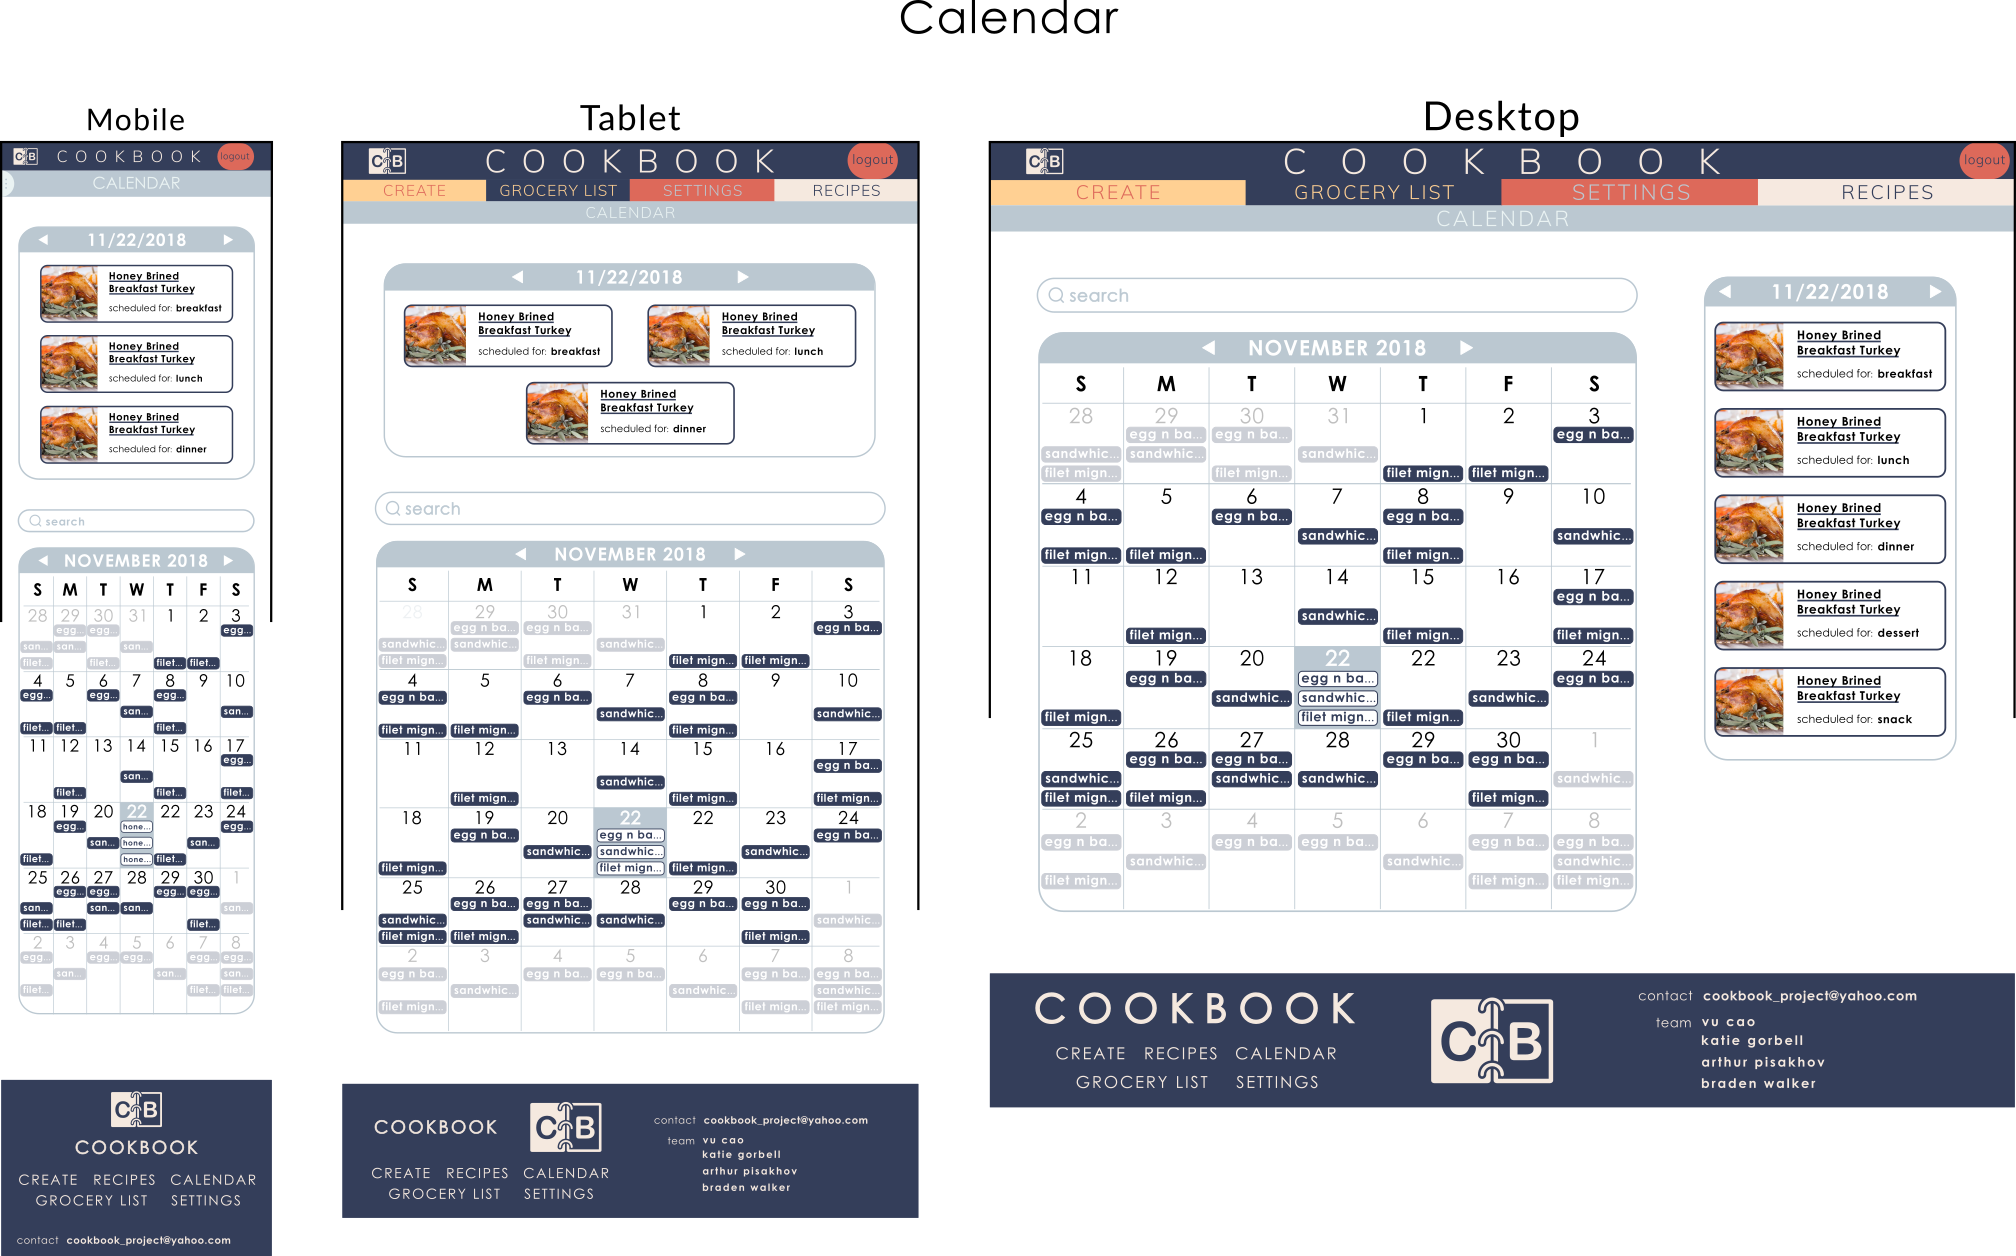 Calendar
Mobile
C B COOKBOOK logout
CALENDAR
11/22/2018
Honey Brined
Breakfast Turkey
scheduled for: breakfast
Honey Brined
Breakfast Turkey
scheduled for: lunch
Honey Brined
Breakfast Turkey
scheduled for: dinner
search
NOVEMBER 2018
S M T W T F S
28 29 30 31 1 2 3
egg... egg... egg...
san... san... san...
filet... filet... filet... filet...
4 5 6 7 8 9 10
egg... egg... egg...
san... san...
filet... filet... filet...
11 12 13 14 15 16 17
egg...
san...
filet... filet... filet...
18 19 20 22 22 23 24
egg... hone... egg...
san... hone... san...
filet... hone... filet...
25 26 27 28 29 30 1
egg... egg... egg... egg...
san... san... san... san...
filet... filet... filet...
2 3 4 5 6 7 8
egg... egg... egg... egg... egg...
san... san... san...
filet... filet... filet...
C B
COOKBOOK
CREATE RECIPES CALENDAR
GROCERY LIST SETTINGS
contact cookbook_project@yahoo.com
Tablet
C B COOKBOOK logout
CREATE GROCERY LIST SETTINGS RECIPES
CALENDAR
11/22/2018
Honey Brined
Breakfast Turkey
scheduled for: breakfast
Honey Brined
Breakfast Turkey
scheduled for: lunch
Honey Brined
Breakfast Turkey
scheduled for: dinner
search
NOVEMBER 2018
S M T W T F S
28 29 30 31 1 2 3
egg n ba... egg n ba... egg n ba...
sandwhic... sandwhic... sandwhic...
filet mign... filet mign... filet mign... filet mign...
4 5 6 7 8 9 10
egg n ba... egg n ba... egg n ba...
sandwhic... sandwhic...
filet mign... filet mign... filet mign...
11 12 13 14 15 16 17
egg n ba...
sandwhic...
filet mign... filet mign... filet mign...
18 19 20 22 22 23 24
egg n ba... egg n ba... egg n ba...
sandwhic... sandwhic... sandwhic...
filet mign... filet mign... filet mign...
25 26 27 28 29 30 1
egg n ba... egg n ba... egg n ba... egg n ba...
sandwhic... sandwhic... sandwhic... sandwhic...
filet mign... filet mign... filet mign...
2 3 4 5 6 7 8
egg n ba... egg n ba... egg n ba... egg n ba... egg n ba...
sandwhic... sandwhic... sandwhic...
filet mign... filet mign... filet mign...
COOKBOOK
C B
CREATE RECIPES CALENDAR
GROCERY LIST SETTINGS
contact cookbook_project@yahoo.com
team vu cao
katie gorbell
arthur pisakhov
braden walker
Desktop
C B COOKBOOK logout
CREATE GROCERY LIST SETTINGS RECIPES
CALENDAR
search
NOVEMBER 2018
S M T W T F S
28 29 30 31 1 2 3
egg n ba... egg n ba... egg n ba...
sandwhic... sandwhic... sandwhic...
filet mign... filet mign... filet mign... filet mign...
4 5 6 7 8 9 10
egg n ba... egg n ba... egg n ba...
sandwhic... sandwhic...
filet mign... filet mign... filet mign...
11 12 13 14 15 16 17
egg n ba...
sandwhic...
filet mign... filet mign... filet mign...
18 19 20 22 22 23 24
egg n ba... egg n ba... egg n ba...
sandwhic... sandwhic... sandwhic...
filet mign... filet mign... filet mign...
25 26 27 28 29 30 1
egg n ba... egg n ba... egg n ba... egg n ba...
sandwhic... sandwhic... sandwhic... sandwhic...
filet mign... filet mign... filet mign...
2 3 4 5 6 7 8
egg n ba... egg n ba... egg n ba... egg n ba... egg n ba...
sandwhic... sandwhic... sandwhic...
filet mign... filet mign... filet mign...
11/22/2018
Honey Brined
Breakfast Turkey
scheduled for: breakfast
Honey Brined
Breakfast Turkey
scheduled for: lunch
Honey Brined
Breakfast Turkey
scheduled for: dinner
Honey Brined
Breakfast Turkey
scheduled for: dessert
Honey Brined
Breakfast Turkey
scheduled for: snack
COOKBOOK
CREATE RECIPES CALENDAR
GROCERY LIST SETTINGS
C B
contact cookbook_project@yahoo.com
team vu cao
katie gorbell
arthur pisakhov
braden walker